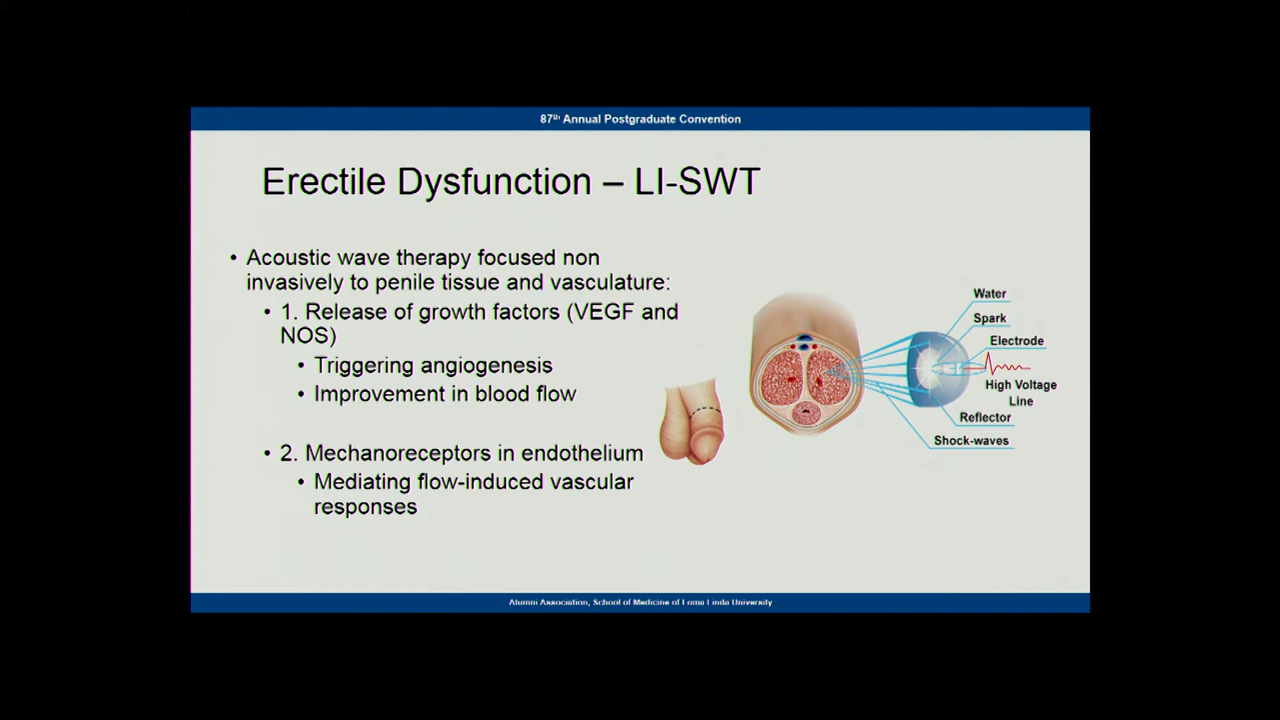 87th Annual Postgraduate Convention
Erectile Dysfunction – LI-SWT
• Acoustic wave therapy focused non
invasively to penile tissue and vasculature:
• 1. Release of growth factors (VEGF and
NOS)
• Triggering angiogenesis
• Improvement in blood flow
• 2. Mechanoreceptors in endothelium
• Mediating flow-induced vascular
responses
Water
Spark
Electrode
High Voltage
Line
Reflector
Shock-waves
Alumni Association, School of Medicine of Loma Linda University